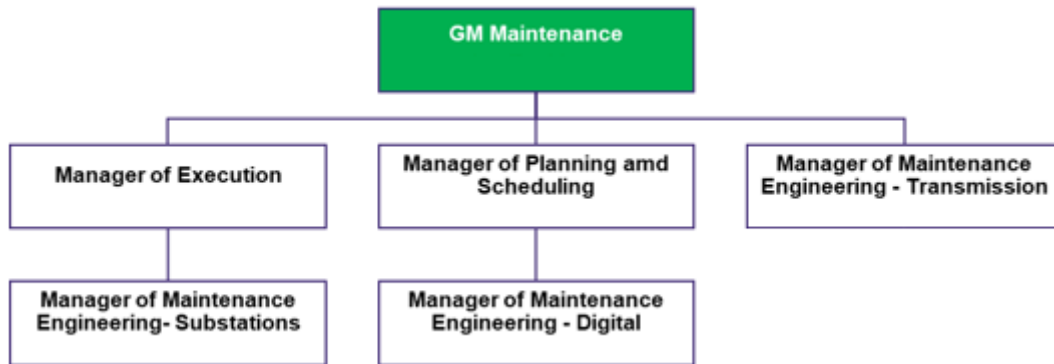 GM Maintenance
Manager of Execution
Manager of Planning amd
Scheduling
Manager of Maintenance
Engineering - Transmission
Manager of Maintenance
Engineering- Substations
Manager of Maintenance
Engineering - Digital